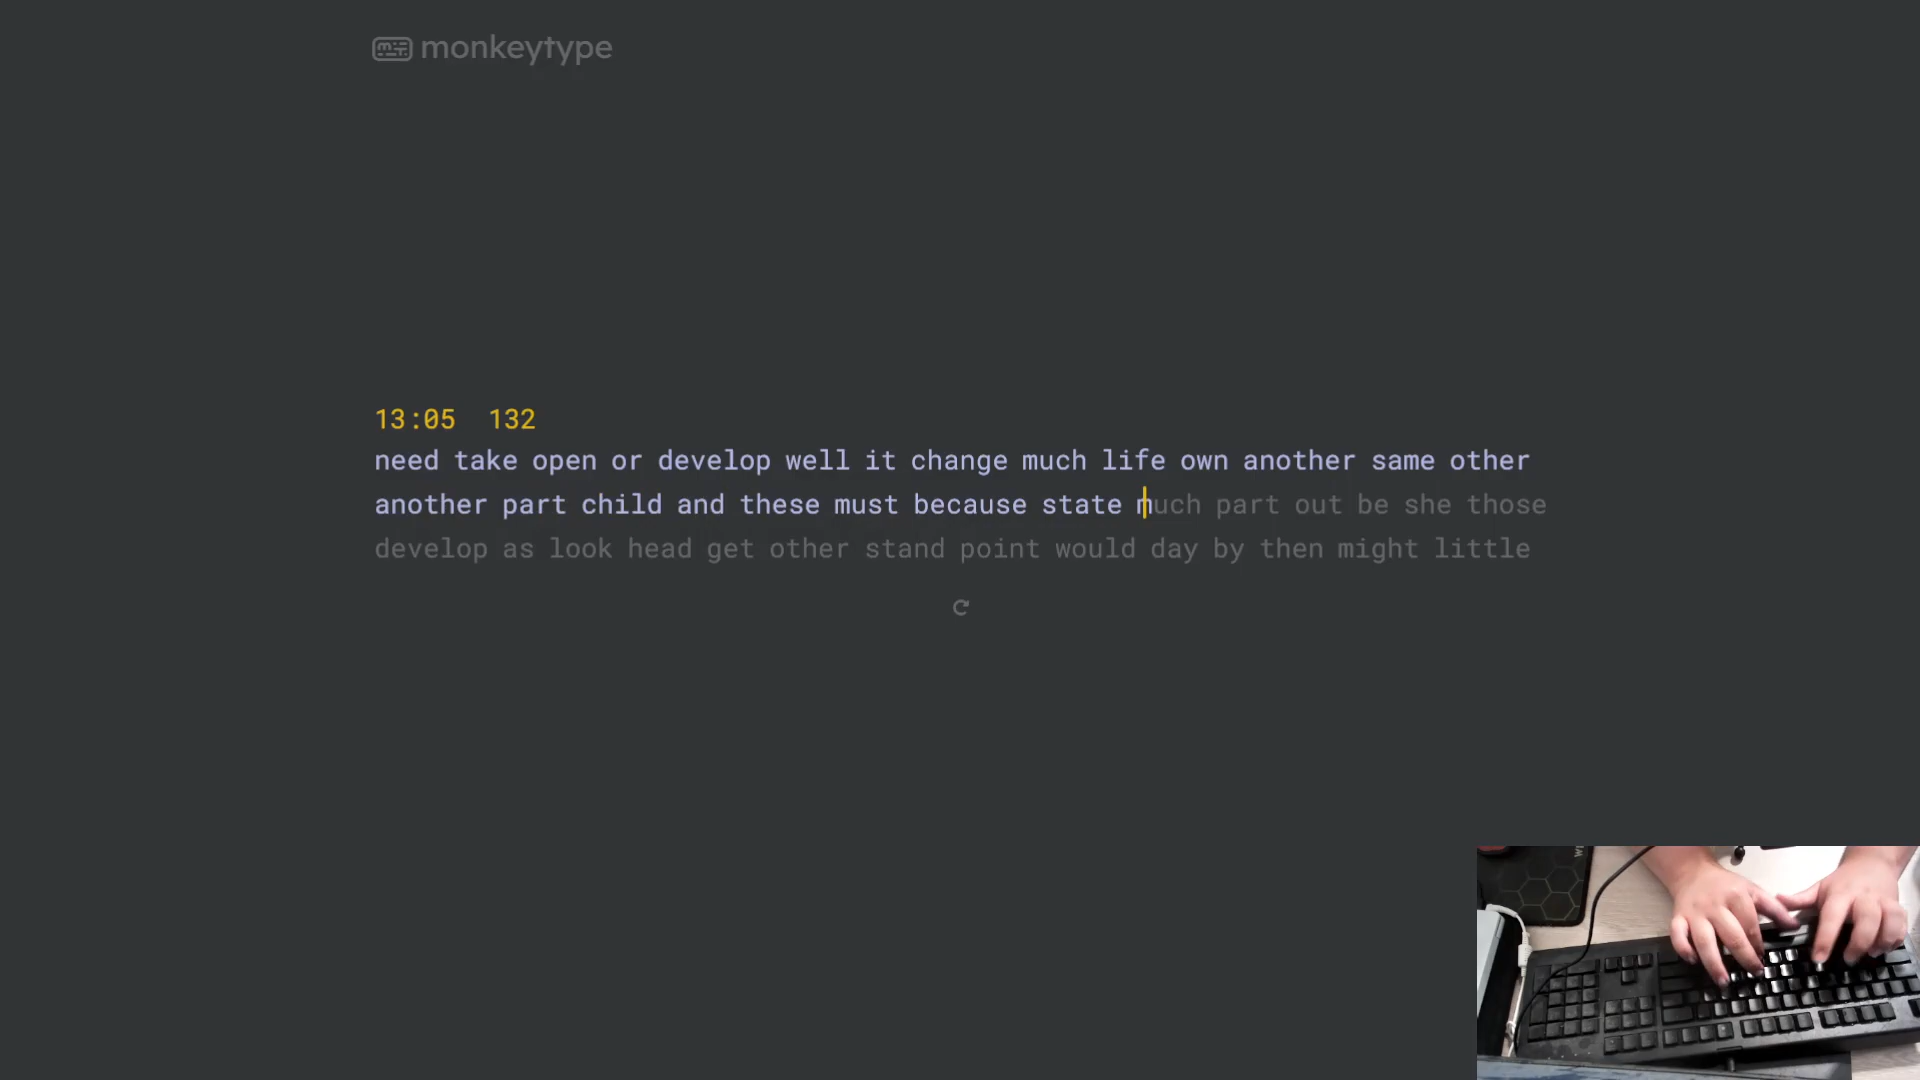 monkeytype
13:05 132
need take open or develop well it change much life own another same other
another part child and these must because state much part out be she those
develop as look head get other stand point would day by then might little